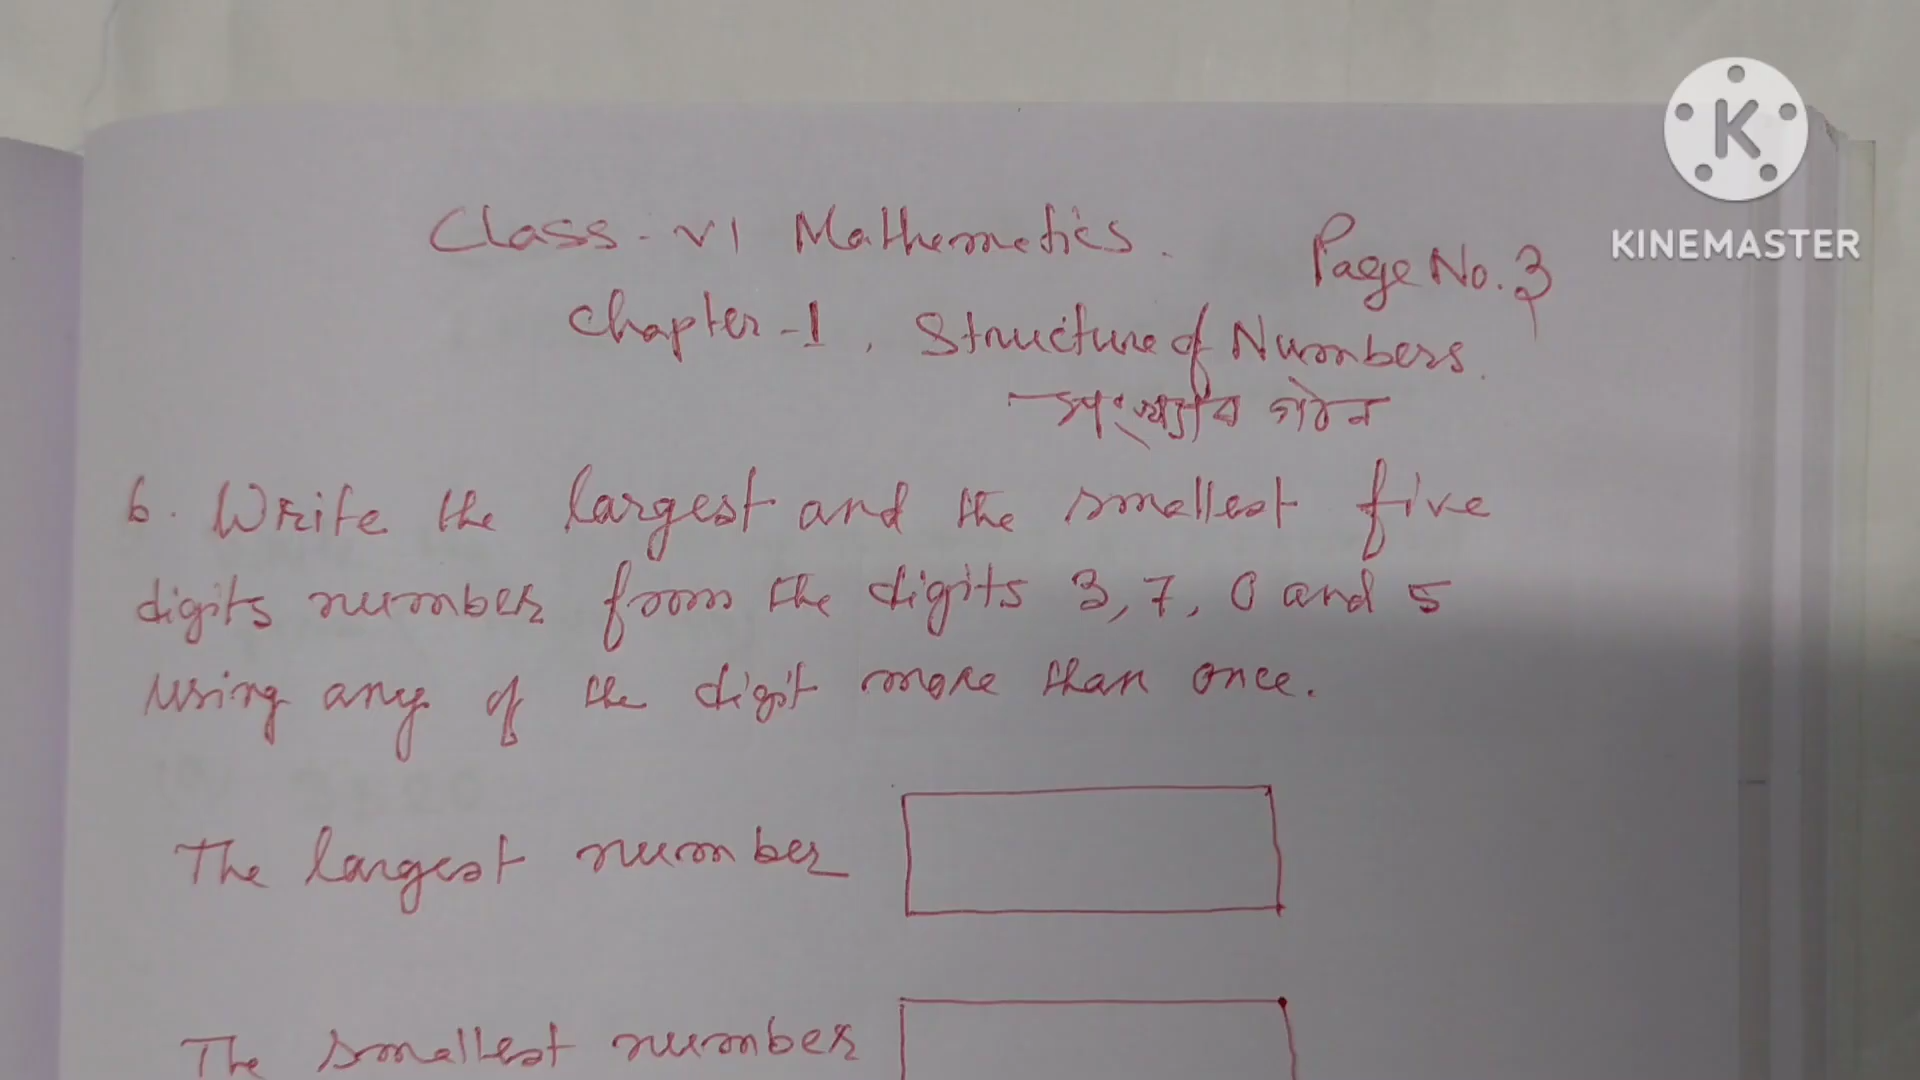 Class - VI Mathematics.
Page No. 3
Chapter - 1, Structure of Numbers.
সংখ্যার গঠন
6. Write the largest and the smallest five
digits number from the digits 3, 7, 0 and 5
using any of the digit more than once.
The largest number
The smallest number
K
KINEMASTER